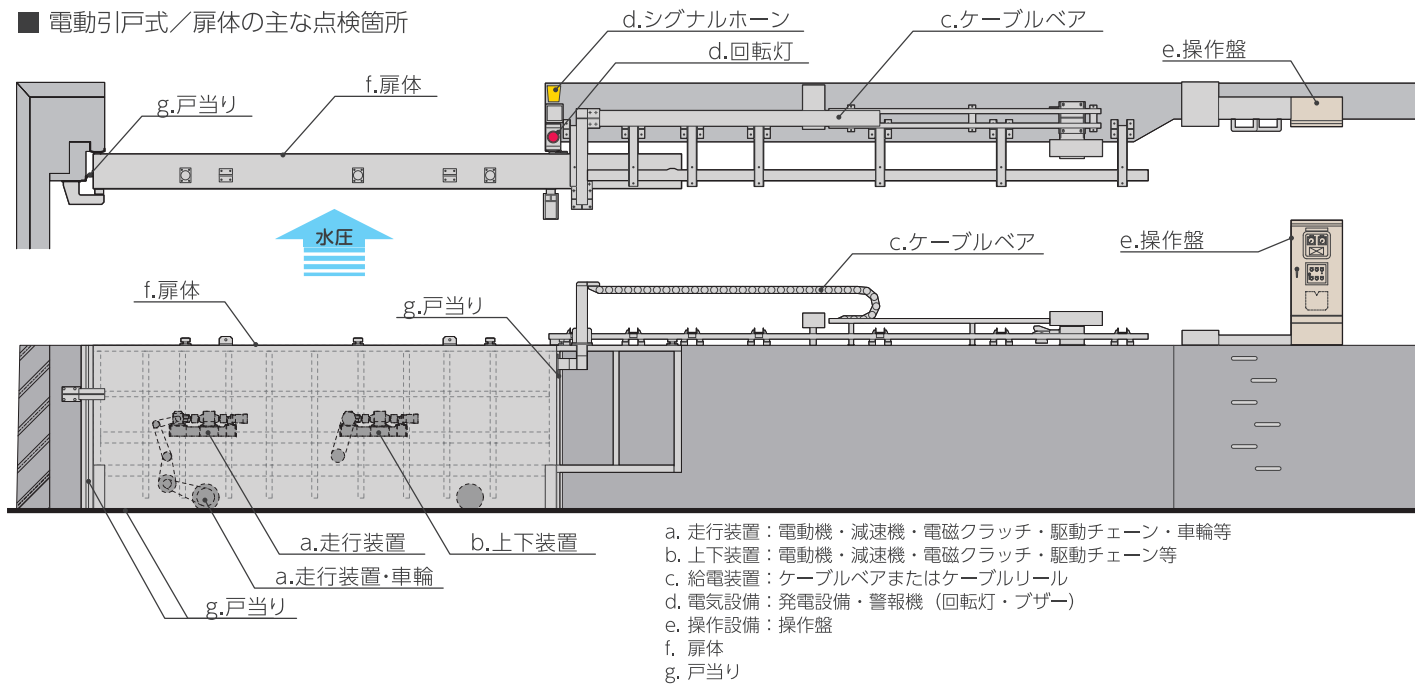 ■ 電動引戸式／扉体の主な点検箇所
d.シグナルホーン
c.ケーブルベア
d.回転灯
e.操作盤
f.扉体
g.戸当り
水圧
c.ケーブルベア
e.操作盤
f.扉体
g.戸当り
a.走行装置
b.上下装置
a.走行装置・車輪
g.戸当り
a. 走行装置：電動機・減速機・電磁クラッチ・駆動チェーン・車輪等
b. 上下装置：電動機・減速機・電磁クラッチ・駆動チェーン等
c. 給電装置：ケーブルベアまたはケーブルリール
d. 電気設備：発電設備・警報機（回転灯・ブザー）
e. 操作設備：操作盤
f. 扉体
g. 戸当り